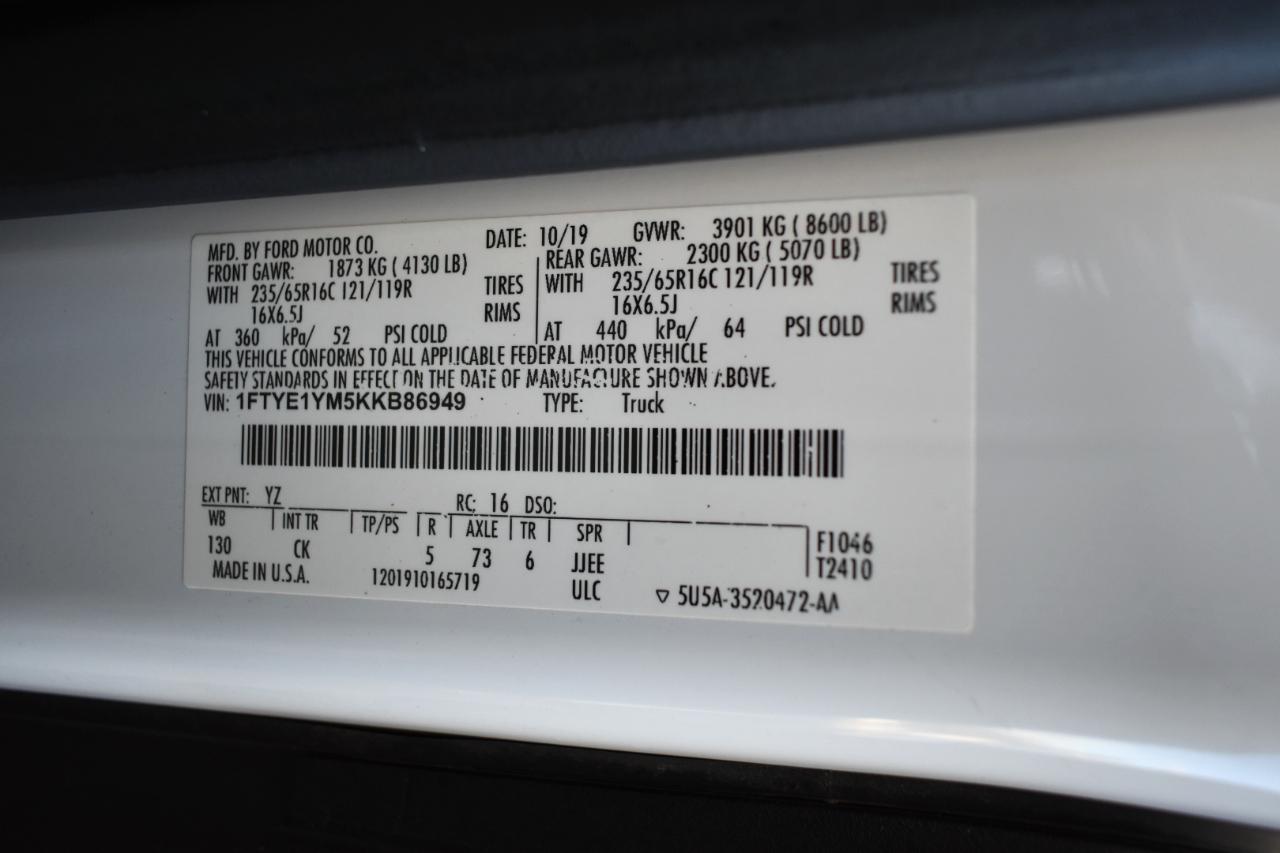 MFD. BY FORD MOTOR CO. DATE: 10/19 GVWR: 3901 KG ( 8600 LB)
FRONT GAWR: 1873 KG ( 4130 LB) REAR GAWR: 2300 KG ( 5070 LB)
WITH 235/65R16C 121/119R TIRES WITH 235/65R16C 121/119R TIRES
16X6.5J RIMS 16X6.5J RIMS
AT 360 kPa/ 52 PSI COLD AT 440 kPa/ 64 PSI COLD
THIS VEHICLE CONFORMS TO ALL APPLICABLE FEDERAL MOTOR VEHICLE
SAFETY STANDARDS IN EFFECT ON THE DATE OF MANUFACTURE SHOWN ABOVE.
VIN: 1FTYE1YM5KKB86949 TYPE: Truck
EXT PNT: YZ RC: 16 DSO:
WB INT TR TP/PS R AXLE TR SPR F1046
130 CK 5 73 6 JJEE T2410
MADE IN U.S.A. 1201910165719 ULC ▽ 5U5A-3520472-AA